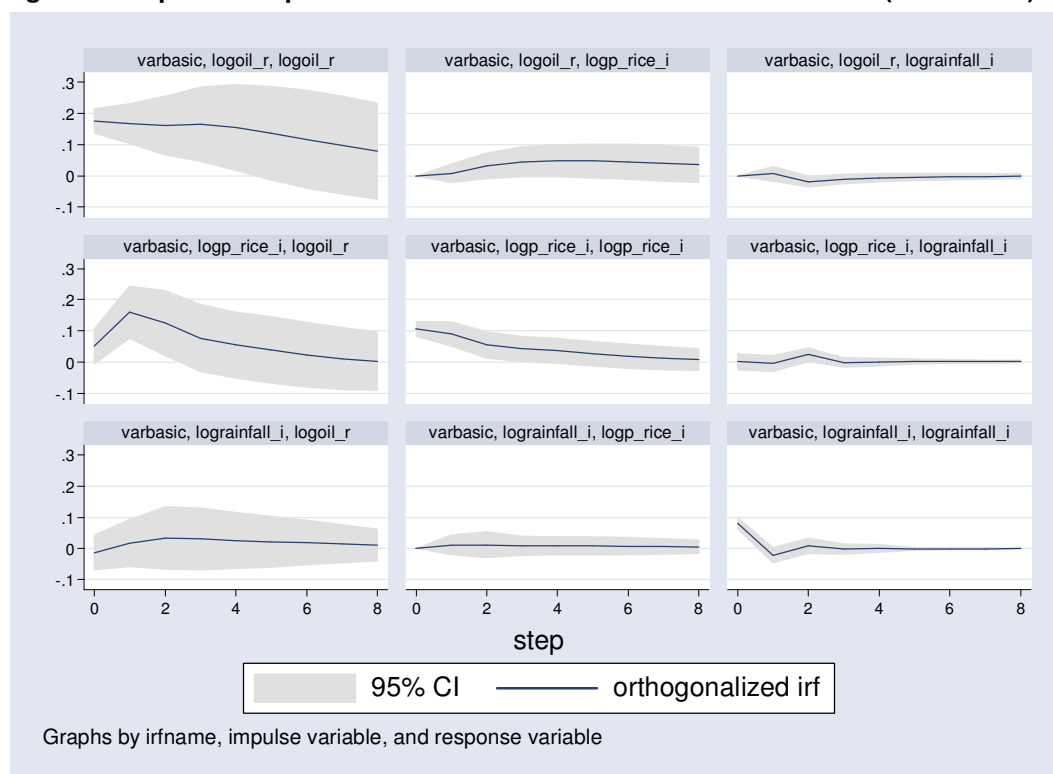 varbasic, logoil_r, logoil_r
varbasic, logoil_r, logp_rice_i
varbasic, logoil_r, lograinfall_i
.3
.2
.1
0
-.1
varbasic, logp_rice_i, logoil_r
varbasic, logp_rice_i, logp_rice_i
varbasic, logp_rice_i, lograinfall_i
.3
.2
.1
0
-.1
varbasic, lograinfall_i, logoil_r
varbasic, lograinfall_i, logp_rice_i
varbasic, lograinfall_i, lograinfall_i
.3
.2
.1
0
-.1
0 2 4 6 8
0 2 4 6 8
0 2 4 6 8
step
95% CI
orthogonalized irf
Graphs by irfname, impulse variable, and response variable